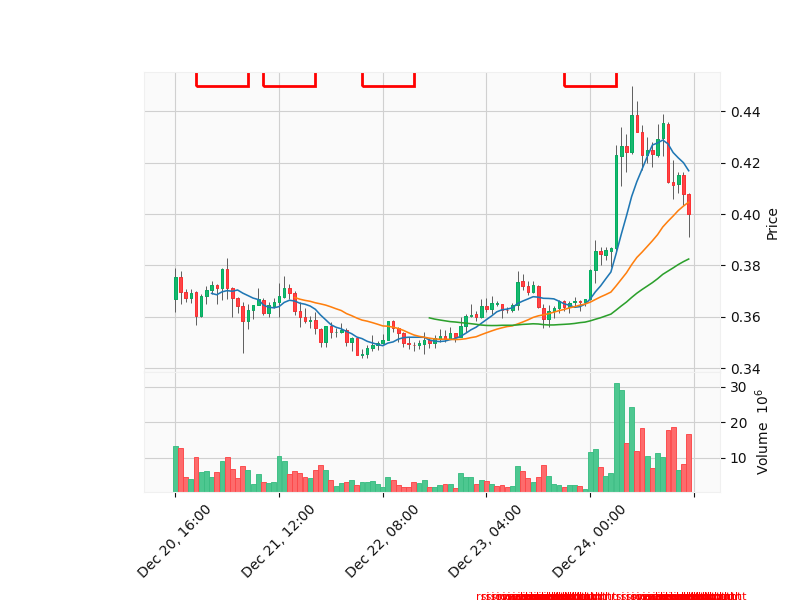 0.44
0.42
0.40
Price
0.38
0.36
0.34
30
20
10
Volume 10^6
Dec 20, 16:00
Dec 21, 12:00
Dec 22, 08:00
Dec 23, 04:00
Dec 24, 00:00